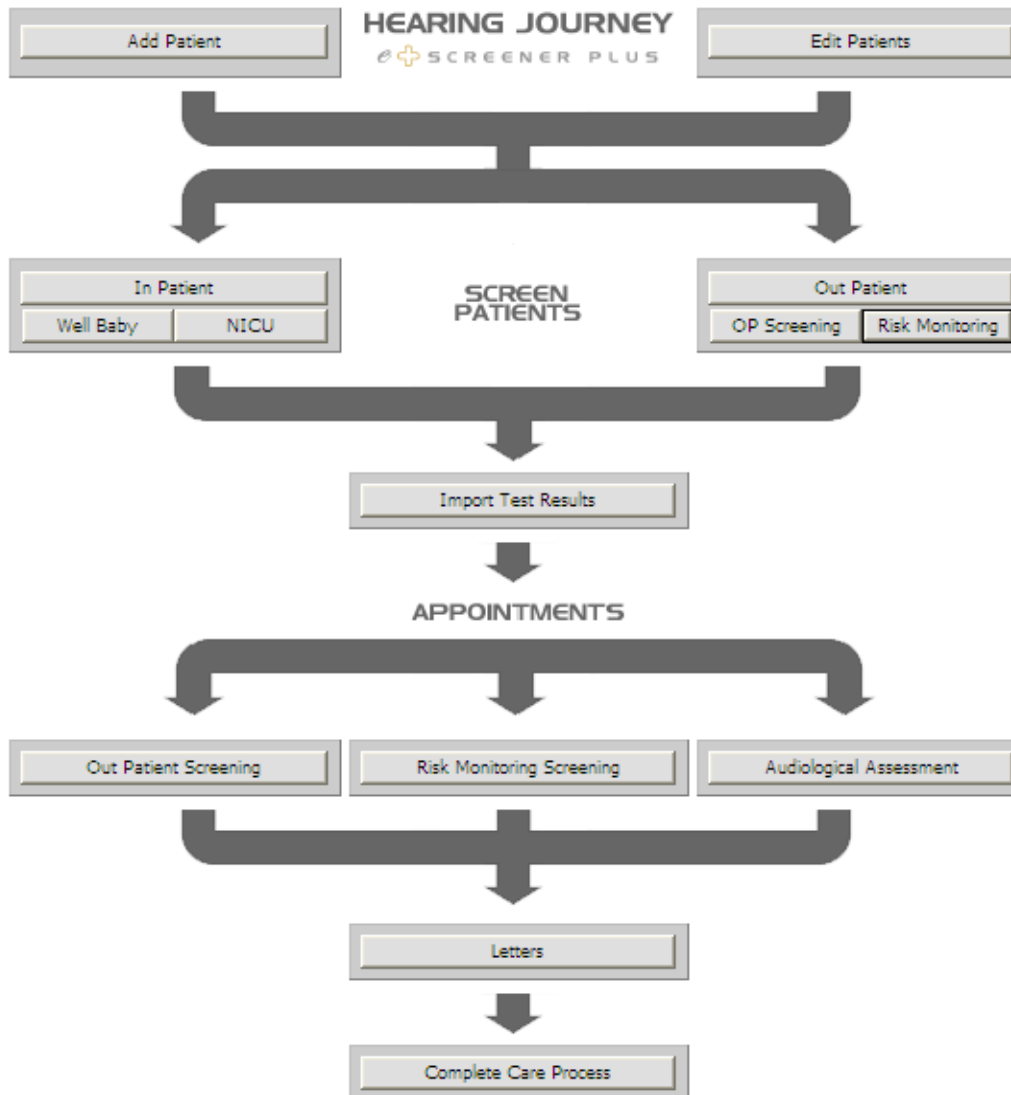 Add Patient
HEARING JOURNEY
Edit Patients
e SCREENER PLUS
In Patient
SCREEN
PATIENTS
Out Patient
Well Baby
NICU
OP Screening
Risk Monitoring
Import Test Results
APPOINTMENTS
Out Patient Screening
Risk Monitoring Screening
Audiological Assessment
Letters
Complete Care Process